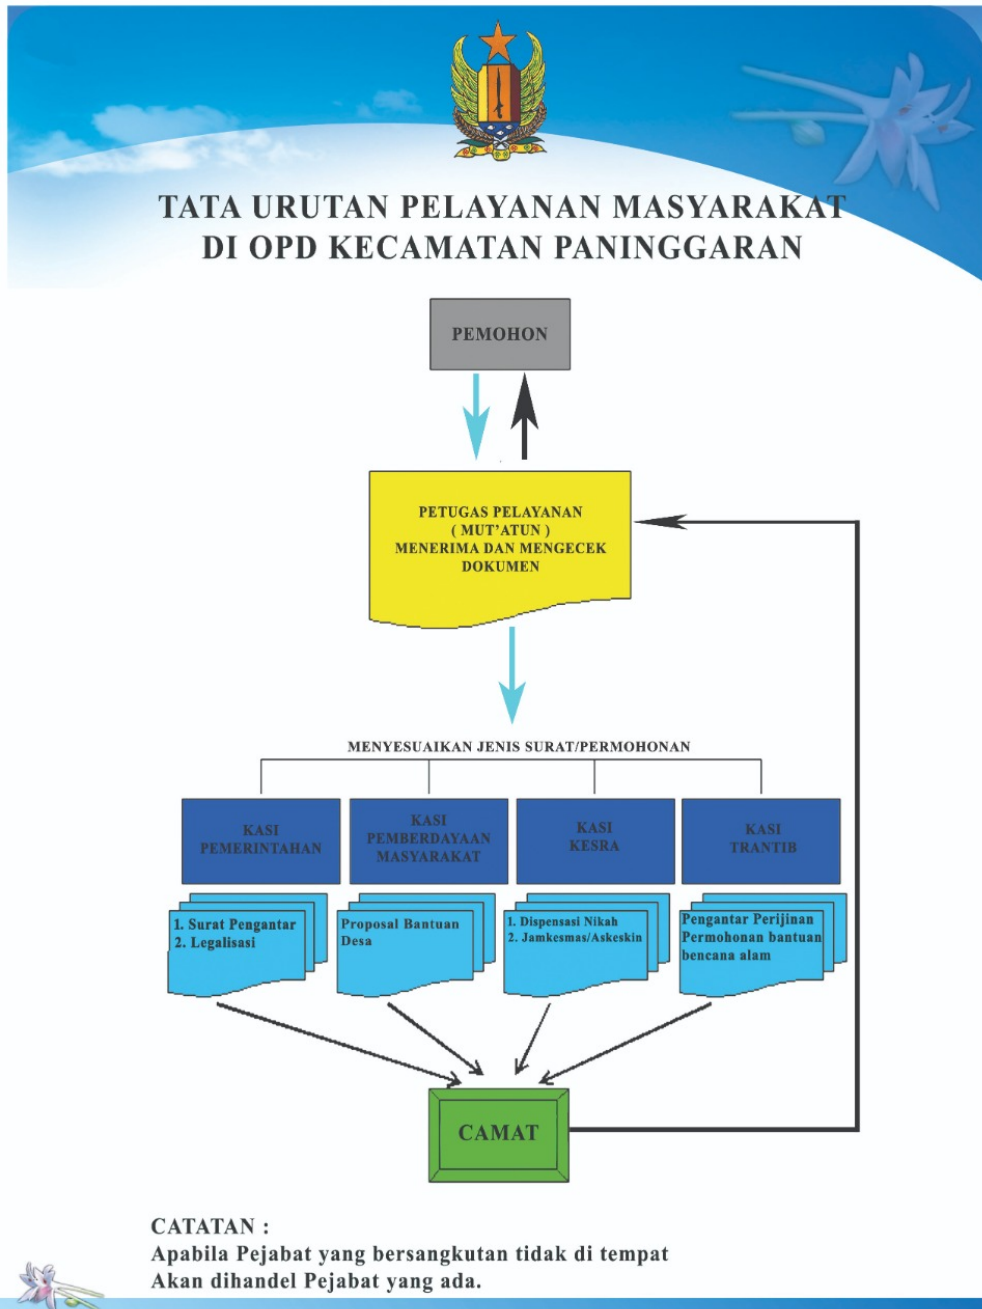 TATA URUTAN PELAYANAN MASYARAKAT
DI OPD KECAMATAN PANINGGARAN
PEMOHON
PETUGAS PELAYANAN
( MUT'ATUN )
MENERIMA DAN MENGECEK
DOKUMEN
MENYESUAIKAN JENIS SURAT/PERMOHONAN
KASI
PEMERINTAHAN
KASI
PEMBERDAYAAN
MASYARAKAT
KASI
KESRA
KASI
TRANTIB
1. Surat Pengantar
2. Legalisasi
Proposal Bantuan
Desa
1. Dispensasi Nikah
2. Jamkesmas/Askeskin
Pengantar Perijinan
Permohonan bantuan
bencana alam
CAMAT
CATATAN :
Apabila Pejabat yang bersangkutan tidak di tempat
Akan dihandel Pejabat yang ada.